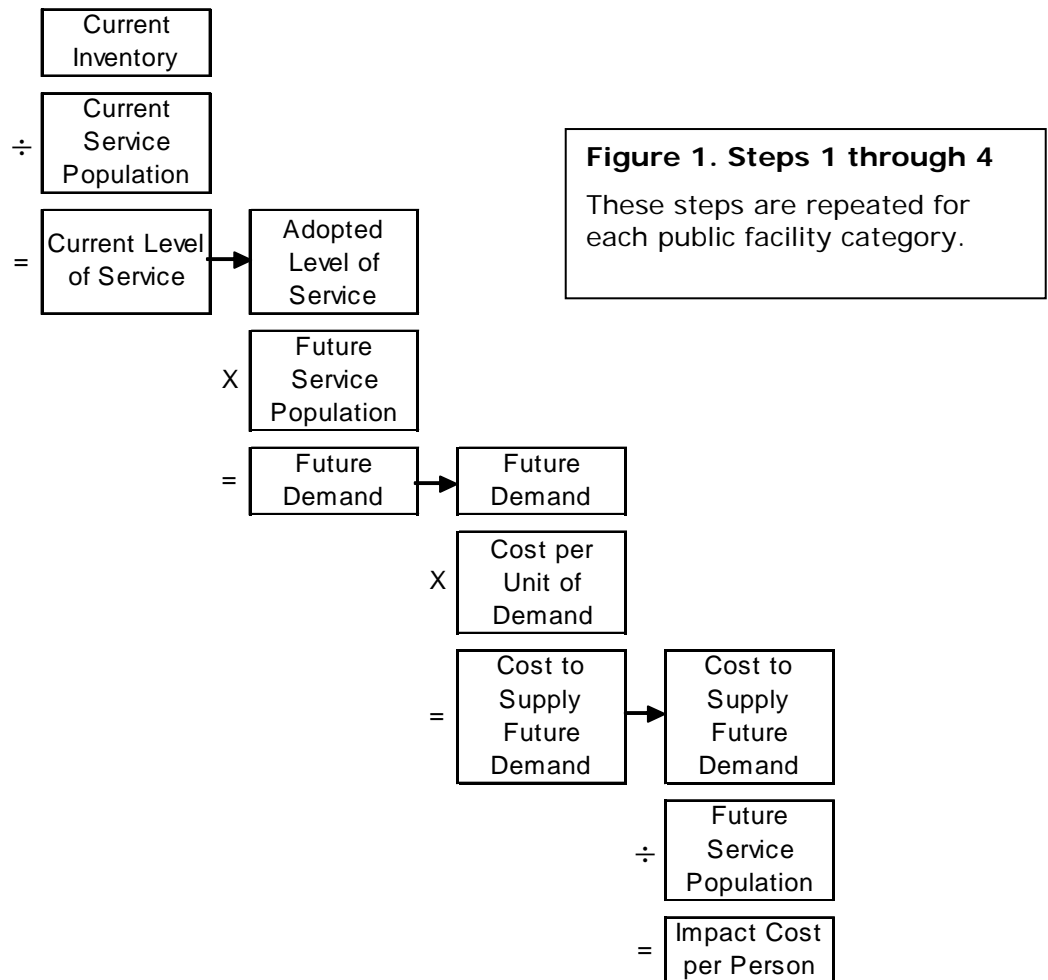 Current
Inventory
÷
Current
Service
Population
=
Current Level
of Service
Adopted
Level of
Service
Figure 1. Steps 1 through 4
These steps are repeated for
each public facility category.
X
Future
Service
Population
=
Future
Demand
Future
Demand
X
Cost per
Unit of
Demand
=
Cost to
Supply
Future
Demand
Cost to
Supply
Future
Demand
÷
Future
Service
Population
=
Impact Cost
per Person